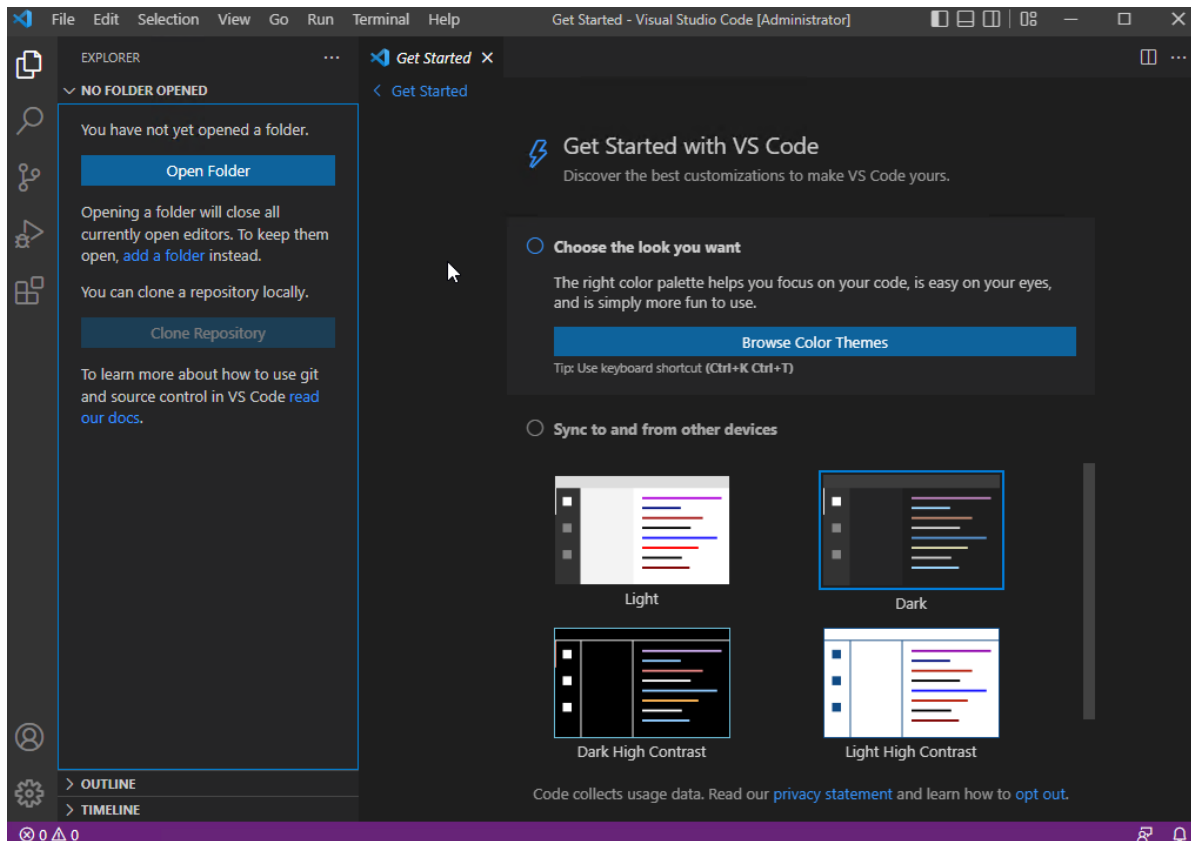 File Edit Selection View Go Run Terminal Help Get Started - Visual Studio Code [Administrator]
EXPLORER
Get Started
NO FOLDER OPENED
Get Started
You have not yet opened a folder.
Open Folder
Opening a folder will close all
currently open editors. To keep them
open, add a folder instead.
You can clone a repository locally.
Clone Repository
To learn more about how to use git
and source control in VS Code read
our docs.
OUTLINE
TIMELINE
Get Started with VS Code
Discover the best customizations to make VS Code yours.
Choose the look you want
The right color palette helps you focus on your code, is easy on your eyes,
and is simply more fun to use.
Browse Color Themes
Tip: Use keyboard shortcut (Ctrl+K Ctrl+T)
Sync to and from other devices
Light
Dark
Dark High Contrast
Light High Contrast
Code collects usage data. Read our privacy statement and learn how to opt out.
0 0